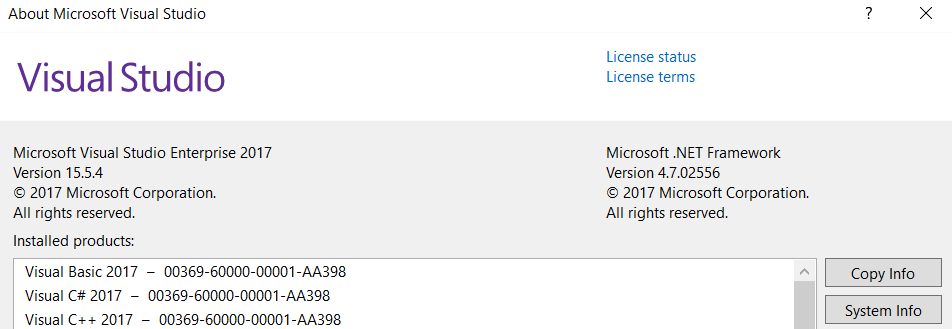 About Microsoft Visual Studio
?
Visual Studio
License status
License terms
Microsoft Visual Studio Enterprise 2017
Version 15.5.4
© 2017 Microsoft Corporation.
All rights reserved.
Microsoft .NET Framework
Version 4.7.02556
© 2017 Microsoft Corporation.
All rights reserved.
Installed products:
Visual Basic 2017 – 00369-60000-00001-AA398
Visual C# 2017 – 00369-60000-00001-AA398
Visual C++ 2017 – 00369-60000-00001-AA398
Copy Info
System Info